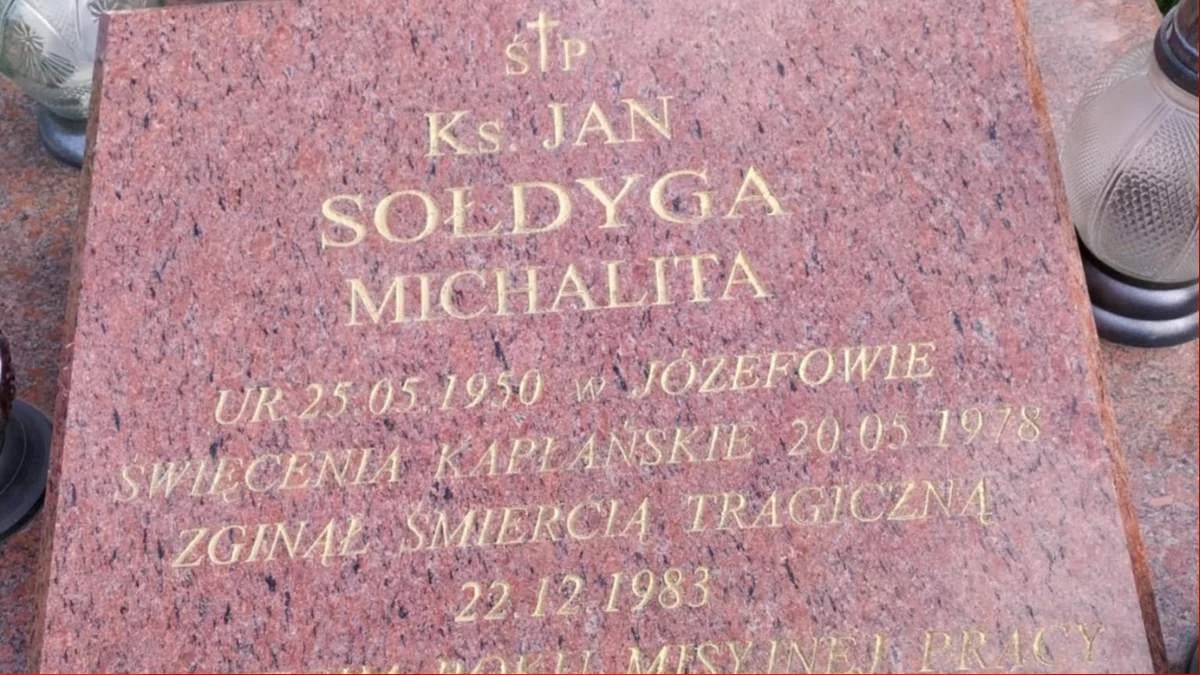 Ś P
Ks. JAN
SOŁDYGA
MICHALITA
UR. 25.05.1950 w JÓZEFOWIE
ŚWIĘCENIA KAPŁAŃSKIE 20.05.1978
ZGINĄŁ ŚMIERCIĄ TRAGICZNĄ
22.12.1983
ROKU MISYJNEJ PRACY